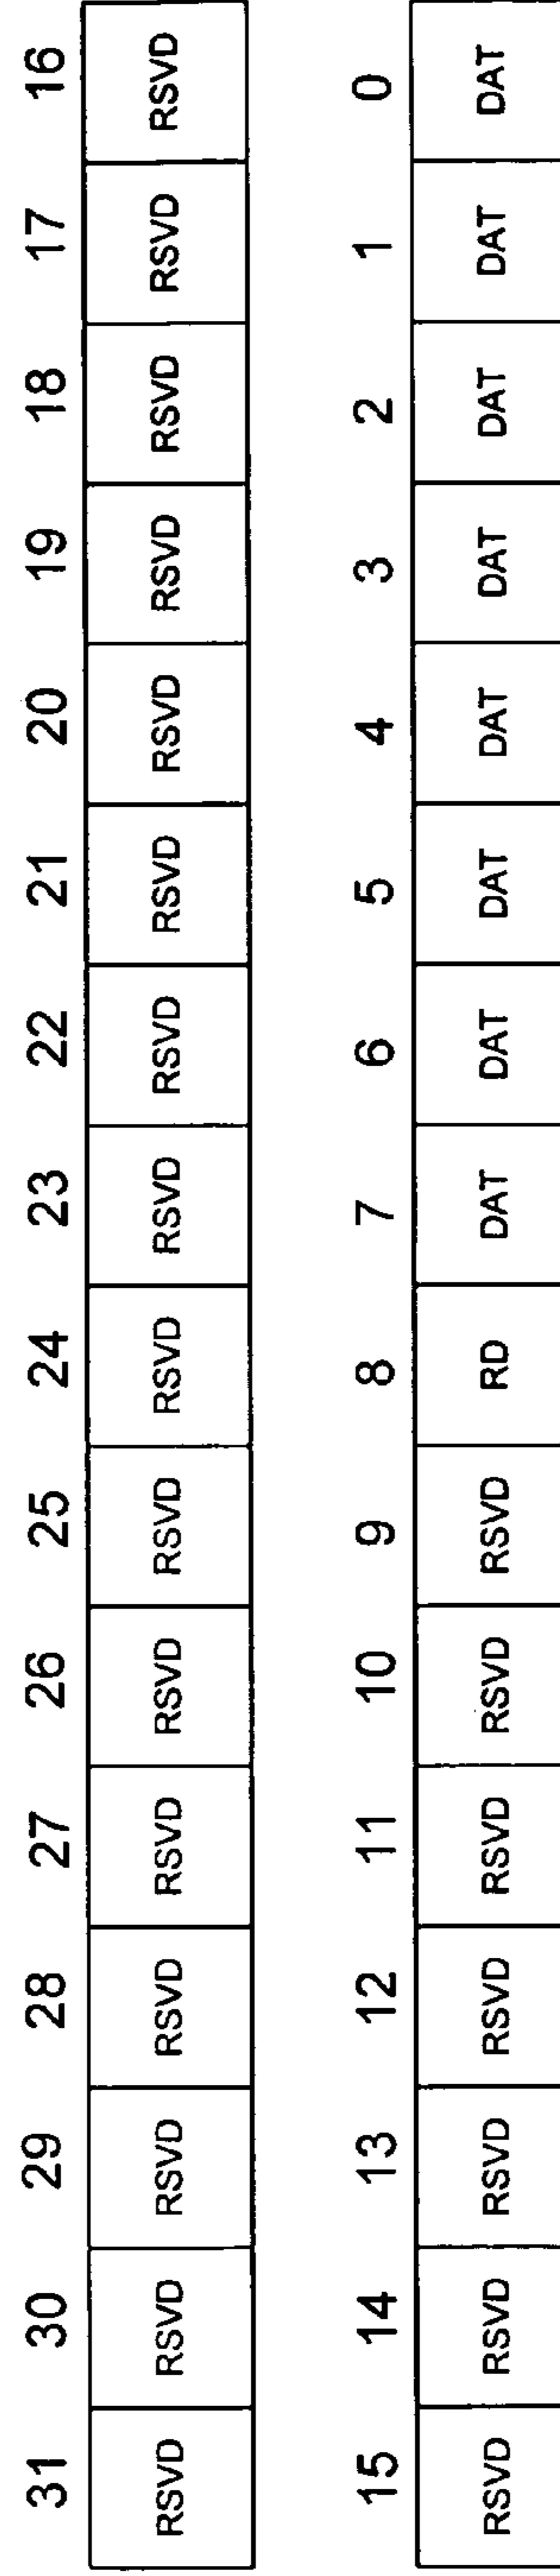 31 30 29 28 27 26 25 24 23 22 21 20 19 18 17 16
RSVD RSVD RSVD RSVD RSVD RSVD RSVD RSVD RSVD RSVD RSVD RSVD RSVD RSVD RSVD RSVD
15 14 13 12 11 10 9 8 7 6 5 4 3 2 1 0
RSVD RSVD RSVD RSVD RSVD RSVD RSVD RD DAT DAT DAT DAT DAT DAT DAT DAT